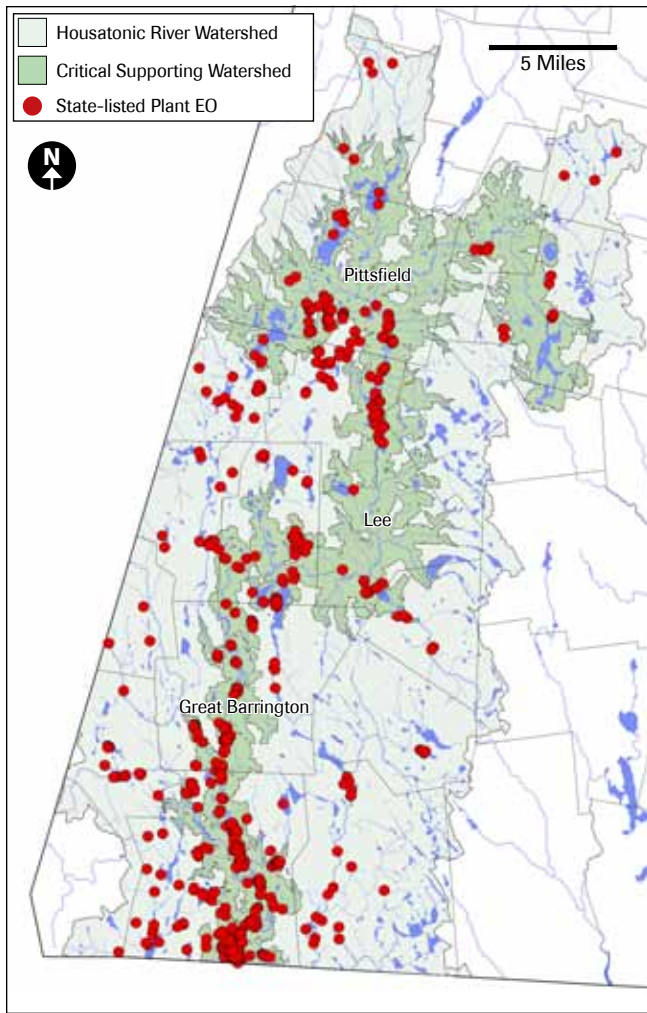 Housatonic River Watershed
Critical Supporting Watershed
State-listed Plant EO
5 Miles
N
Pittsfield
Lee
Great Barrington